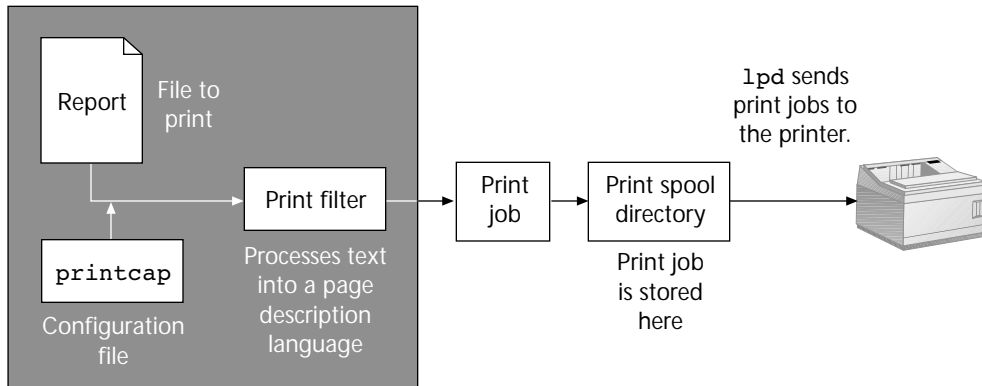 Report
File to
print
printcap
Configuration
file
Print filter
Processes text
into a page
description
language
Print
job
Print spool
directory
Print job
is stored
here
lpd sends
print jobs to
the printer.